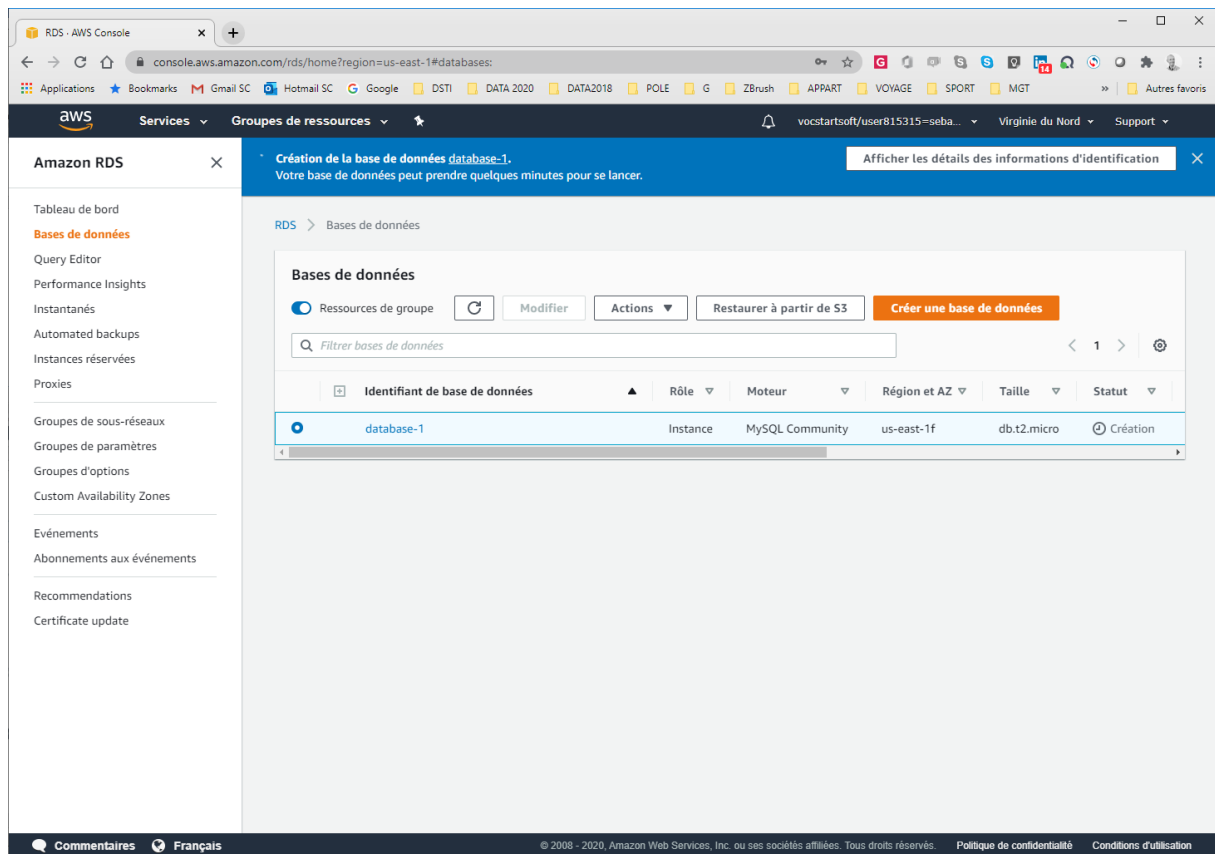 RDS · AWS Console
console.aws.amazon.com/rds/home?region=us-east-1#databases:
14
Applications Bookmarks Gmail SC Hotmail SC Google DSTI DATA 2020 DATA2018 POLE G ZBrush APPART VOYAGE SPORT MGT » Autres favoris
aws Services Groupes de ressources vocstartsoft/user815315=seba... Virginie du Nord Support
Amazon RDS
Création de la base de données database-1.
Votre base de données peut prendre quelques minutes pour se lancer.
Afficher les détails des informations d'identification
Tableau de bord
Bases de données
Query Editor
Performance Insights
Instantanés
Automated backups
Instances réservées
Proxies
Groupes de sous-réseaux
Groupes de paramètres
Groupes d'options
Custom Availability Zones
Evénements
Abonnements aux événements
Recommendations
Certificate update
RDS > Bases de données
Bases de données
Ressources de groupe Modifier Actions Restaurer à partir de S3 Créer une base de données
Filtrer bases de données
< 1 >
Identifiant de base de données Rôle Moteur Région et AZ Taille Statut
database-1 Instance MySQL Community us-east-1f db.t2.micro Création
Commentaires Français © 2008 - 2020, Amazon Web Services, Inc. ou ses sociétés affiliées. Tous droits réservés. Politique de confidentialité Conditions d'utilisation